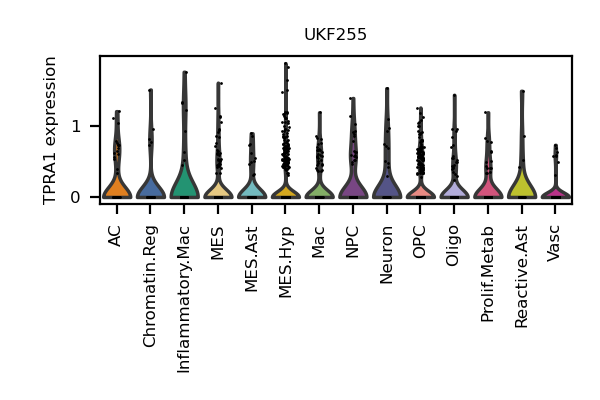 UKF255
TPRA1 expression
1
0
AC
Chromatin.Reg
Inflammatory.Mac
MES
MES.Ast
MES.Hyp
Mac
NPC
Neuron
OPC
Oligo
Prolif.Metab
Reactive.Ast
Vasc